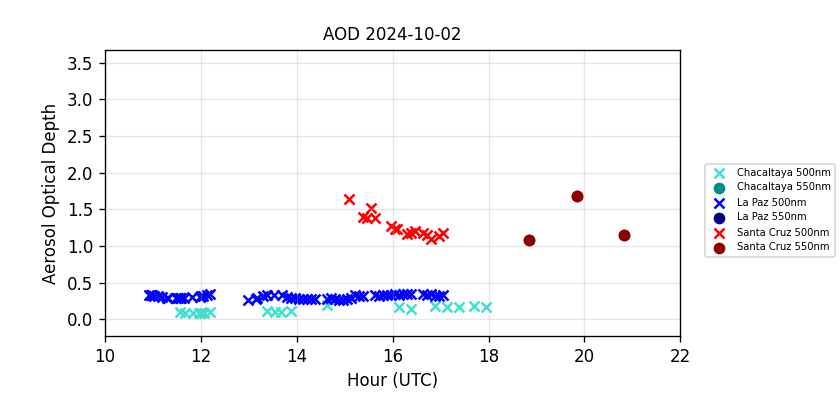 AOD 2024-10-02
Aerosol Optical Depth
3.5
3.0
2.5
2.0
1.5
1.0
0.5
0.0
10 12 14 16 18 20 22
Hour (UTC)
Chacaltaya 500nm
Chacaltaya 550nm
La Paz 500nm
La Paz 550nm
Santa Cruz 500nm
Santa Cruz 550nm